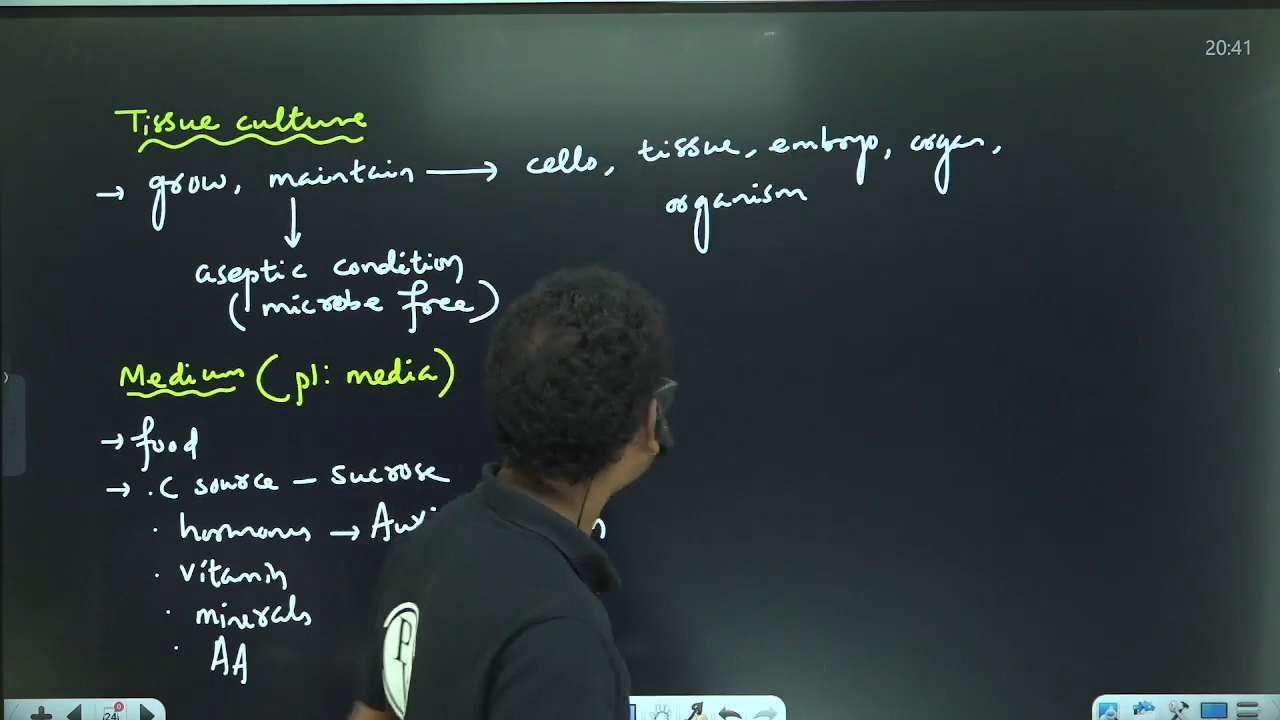 20:41
Tissue culture
→ grow, maintain → cells, tissue, embryo, organ,
organism
↓
aseptic condition
(microbe free)
Medium (pl: media)
→ food
→ · C source – sucrose
· hormones →
· vitamin
· minerals
· AA
24